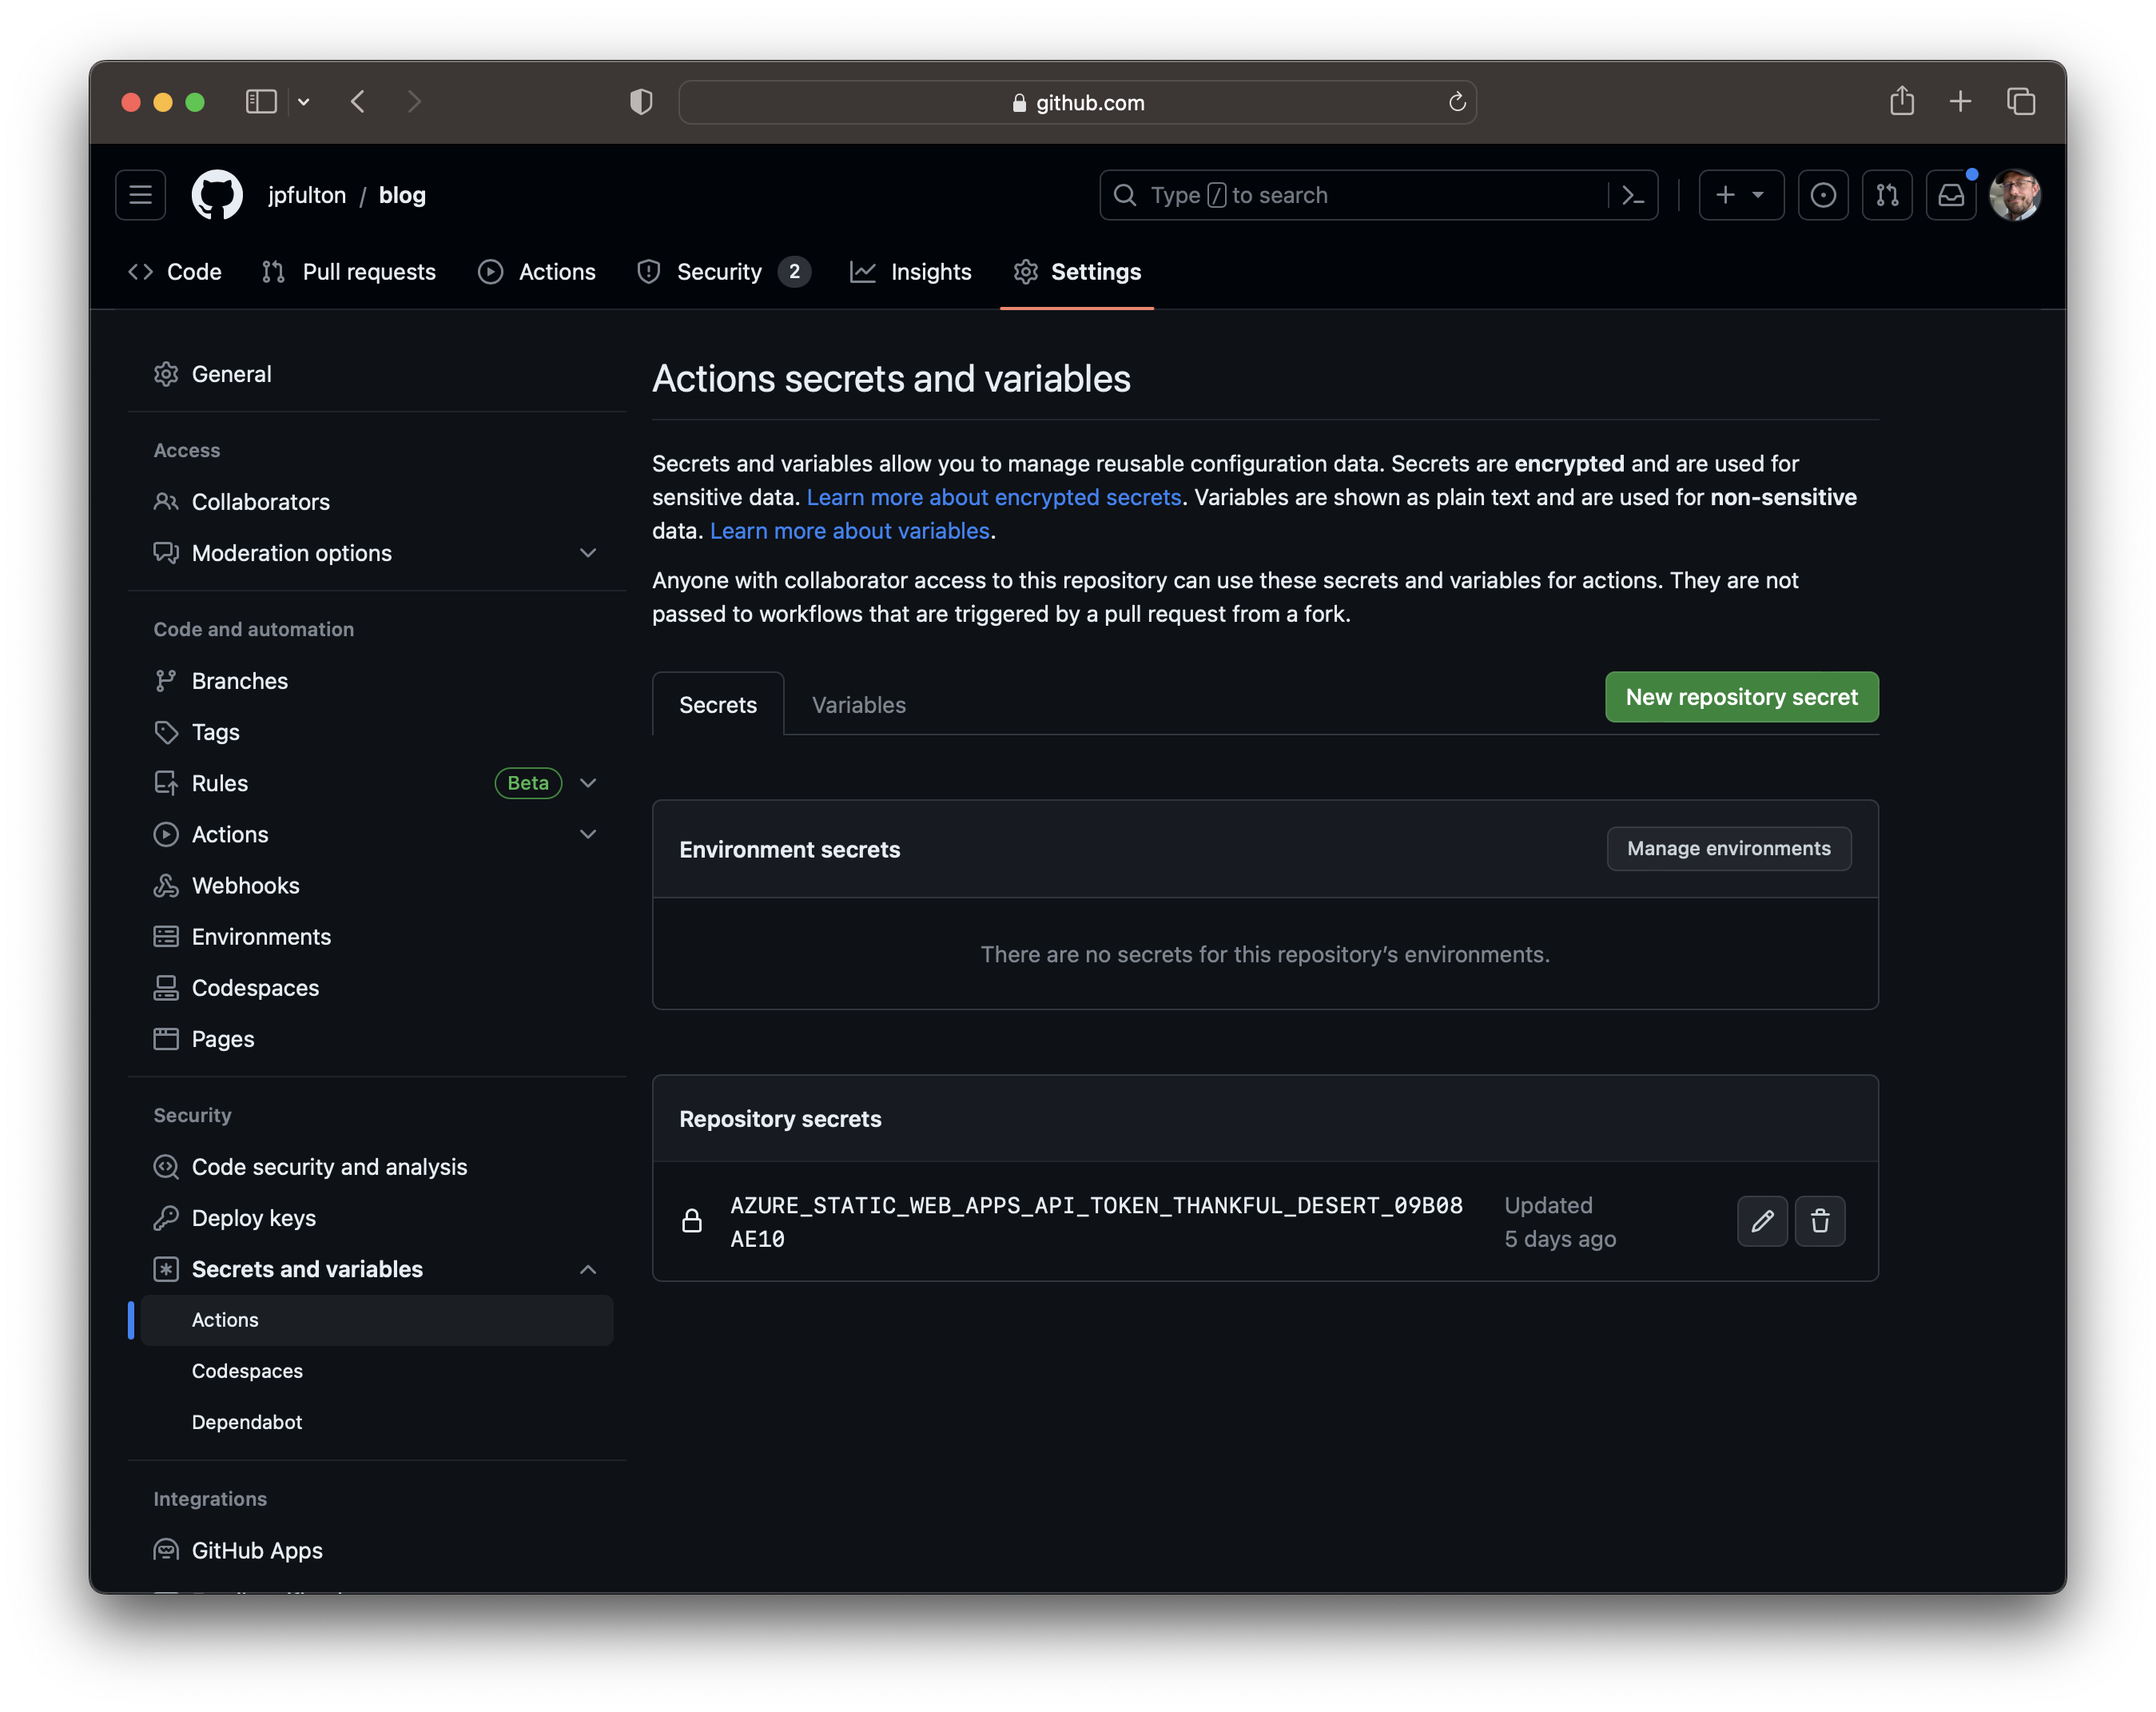 github.com
jpfulton / blog
Type / to search
Code
Pull requests
Actions
Security 2
Insights
Settings
General
Access
Collaborators
Moderation options
Code and automation
Branches
Tags
Rules Beta
Actions
Webhooks
Environments
Codespaces
Pages
Security
Code security and analysis
Deploy keys
Secrets and variables
Actions
Codespaces
Dependabot
Integrations
GitHub Apps
Actions secrets and variables
Secrets and variables allow you to manage reusable configuration data. Secrets are encrypted and are used for
sensitive data. Learn more about encrypted secrets. Variables are shown as plain text and are used for non-sensitive
data. Learn more about variables.
Anyone with collaborator access to this repository can use these secrets and variables for actions. They are not
passed to workflows that are triggered by a pull request from a fork.
Secrets
Variables
New repository secret
Environment secrets
Manage environments
There are no secrets for this repository’s environments.
Repository secrets
AZURE_STATIC_WEB_APPS_API_TOKEN_THANKFUL_DESERT_09B08
AE10
Updated
5 days ago